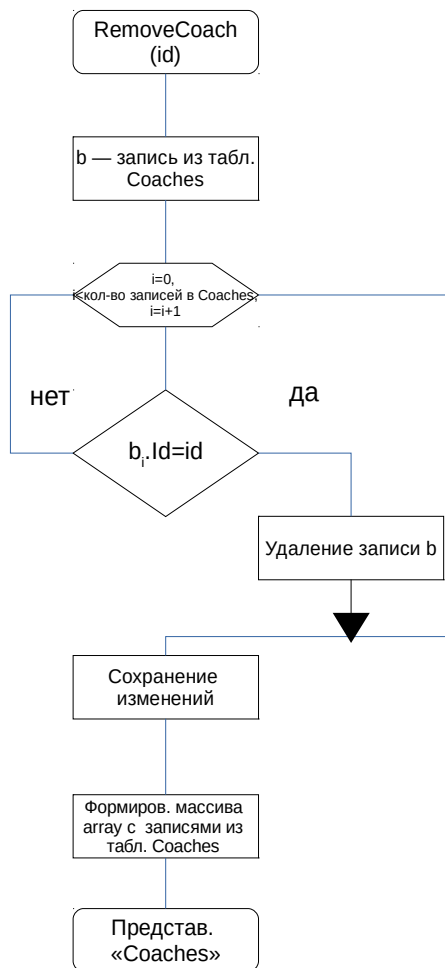 RemoveCoach
(id)
b — запись из табл.
Coaches
i=0,
i<кол-во записей в Coaches,
i=i+1
нет
да
bi.Id=id
Удаление записи b
Сохранение
изменений
Формиров. массива
array с записями из
табл. Coaches
Представ.
«Coaches»